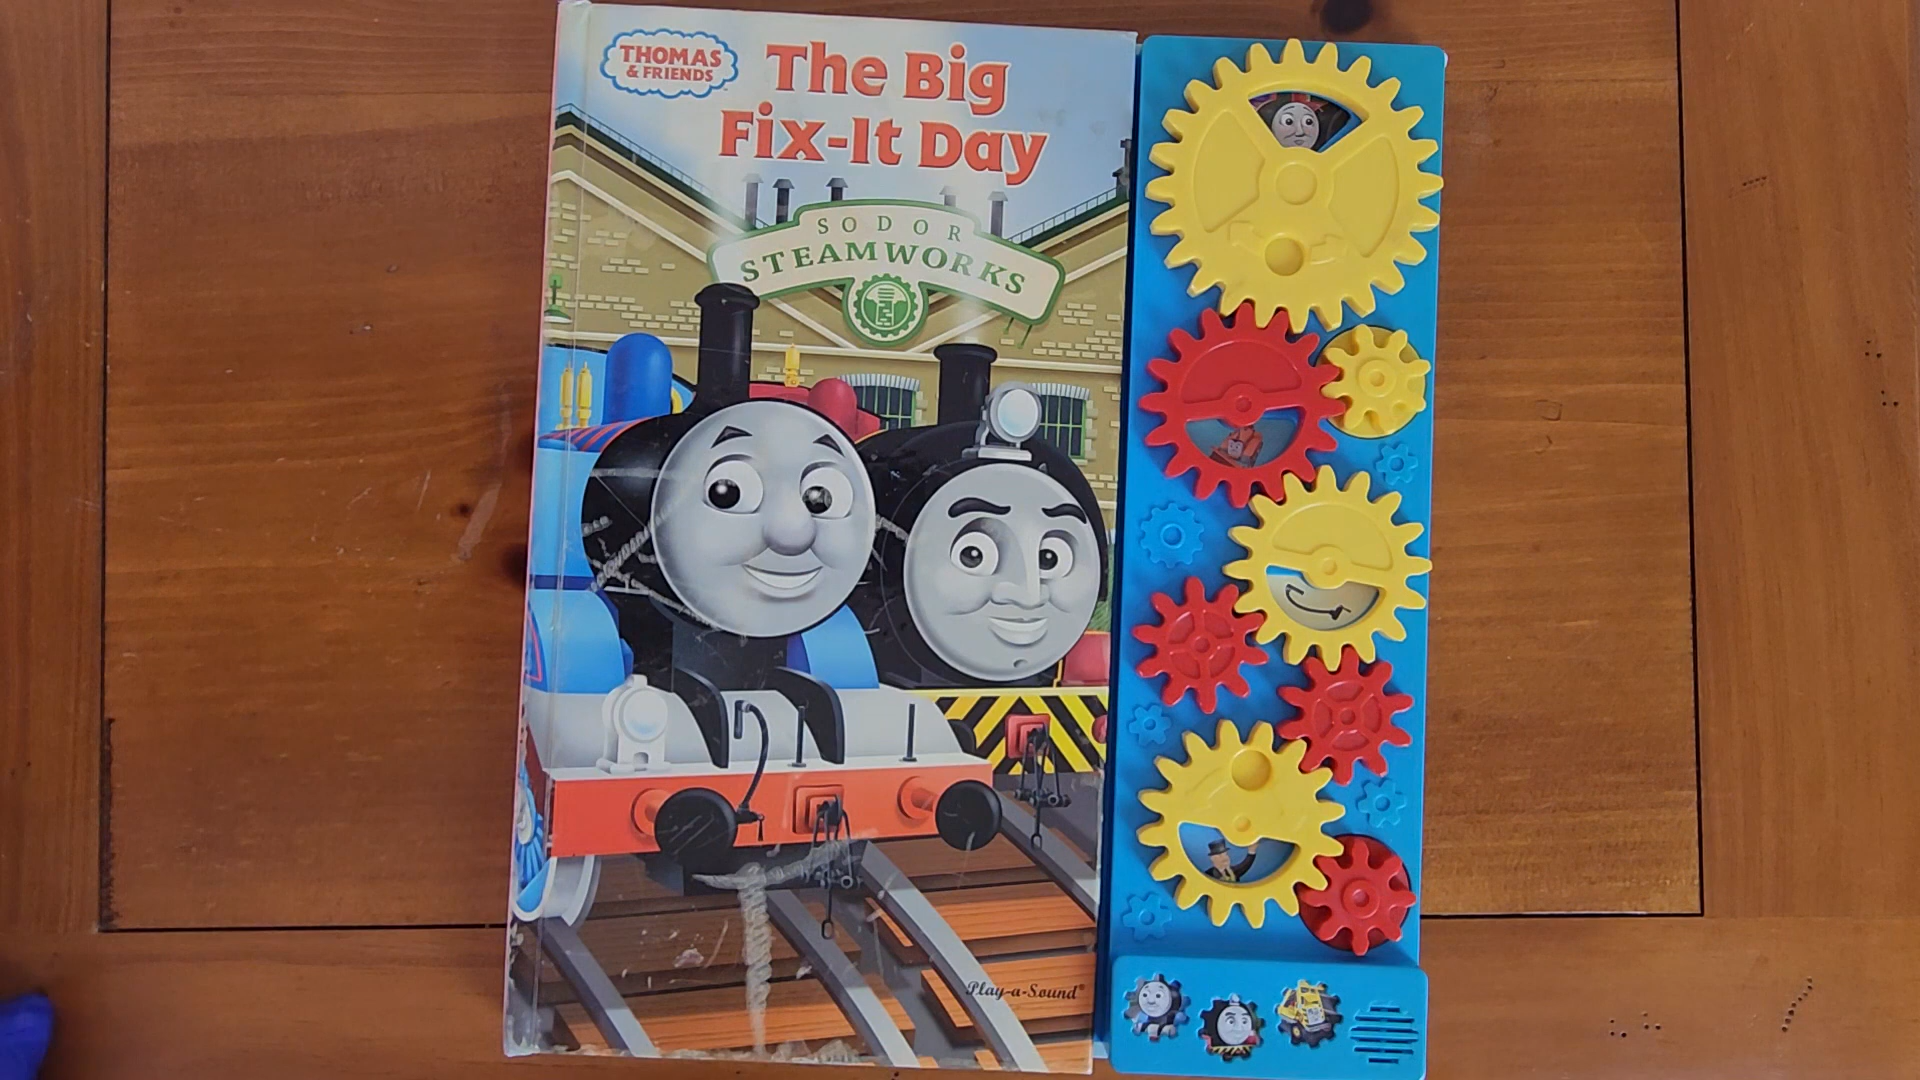 THOMAS
& FRIENDS
The Big
Fix-It Day
SODOR
STEAMWORKS
Play-a-Sound®